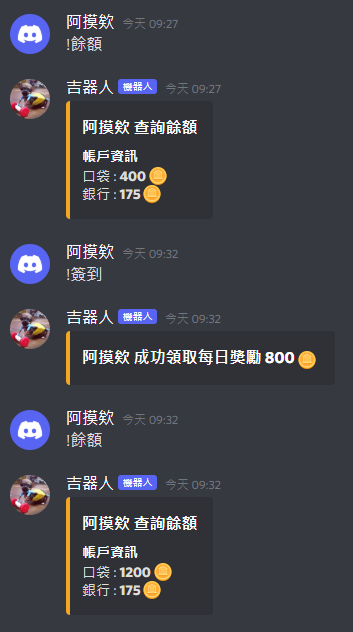 阿摸欸 今天 09:27
!餘額
吉器人 機器人 今天 09:27
阿摸欸 查詢餘額
帳戶資訊
口袋 : 400
銀行 : 175
阿摸欸 今天 09:32
!簽到
吉器人 機器人 今天 09:32
阿摸欸 成功領取每日獎勵 800
阿摸欸 今天 09:32
!餘額
吉器人 機器人 今天 09:32
阿摸欸 查詢餘額
帳戶資訊
口袋 : 1200
銀行 : 175